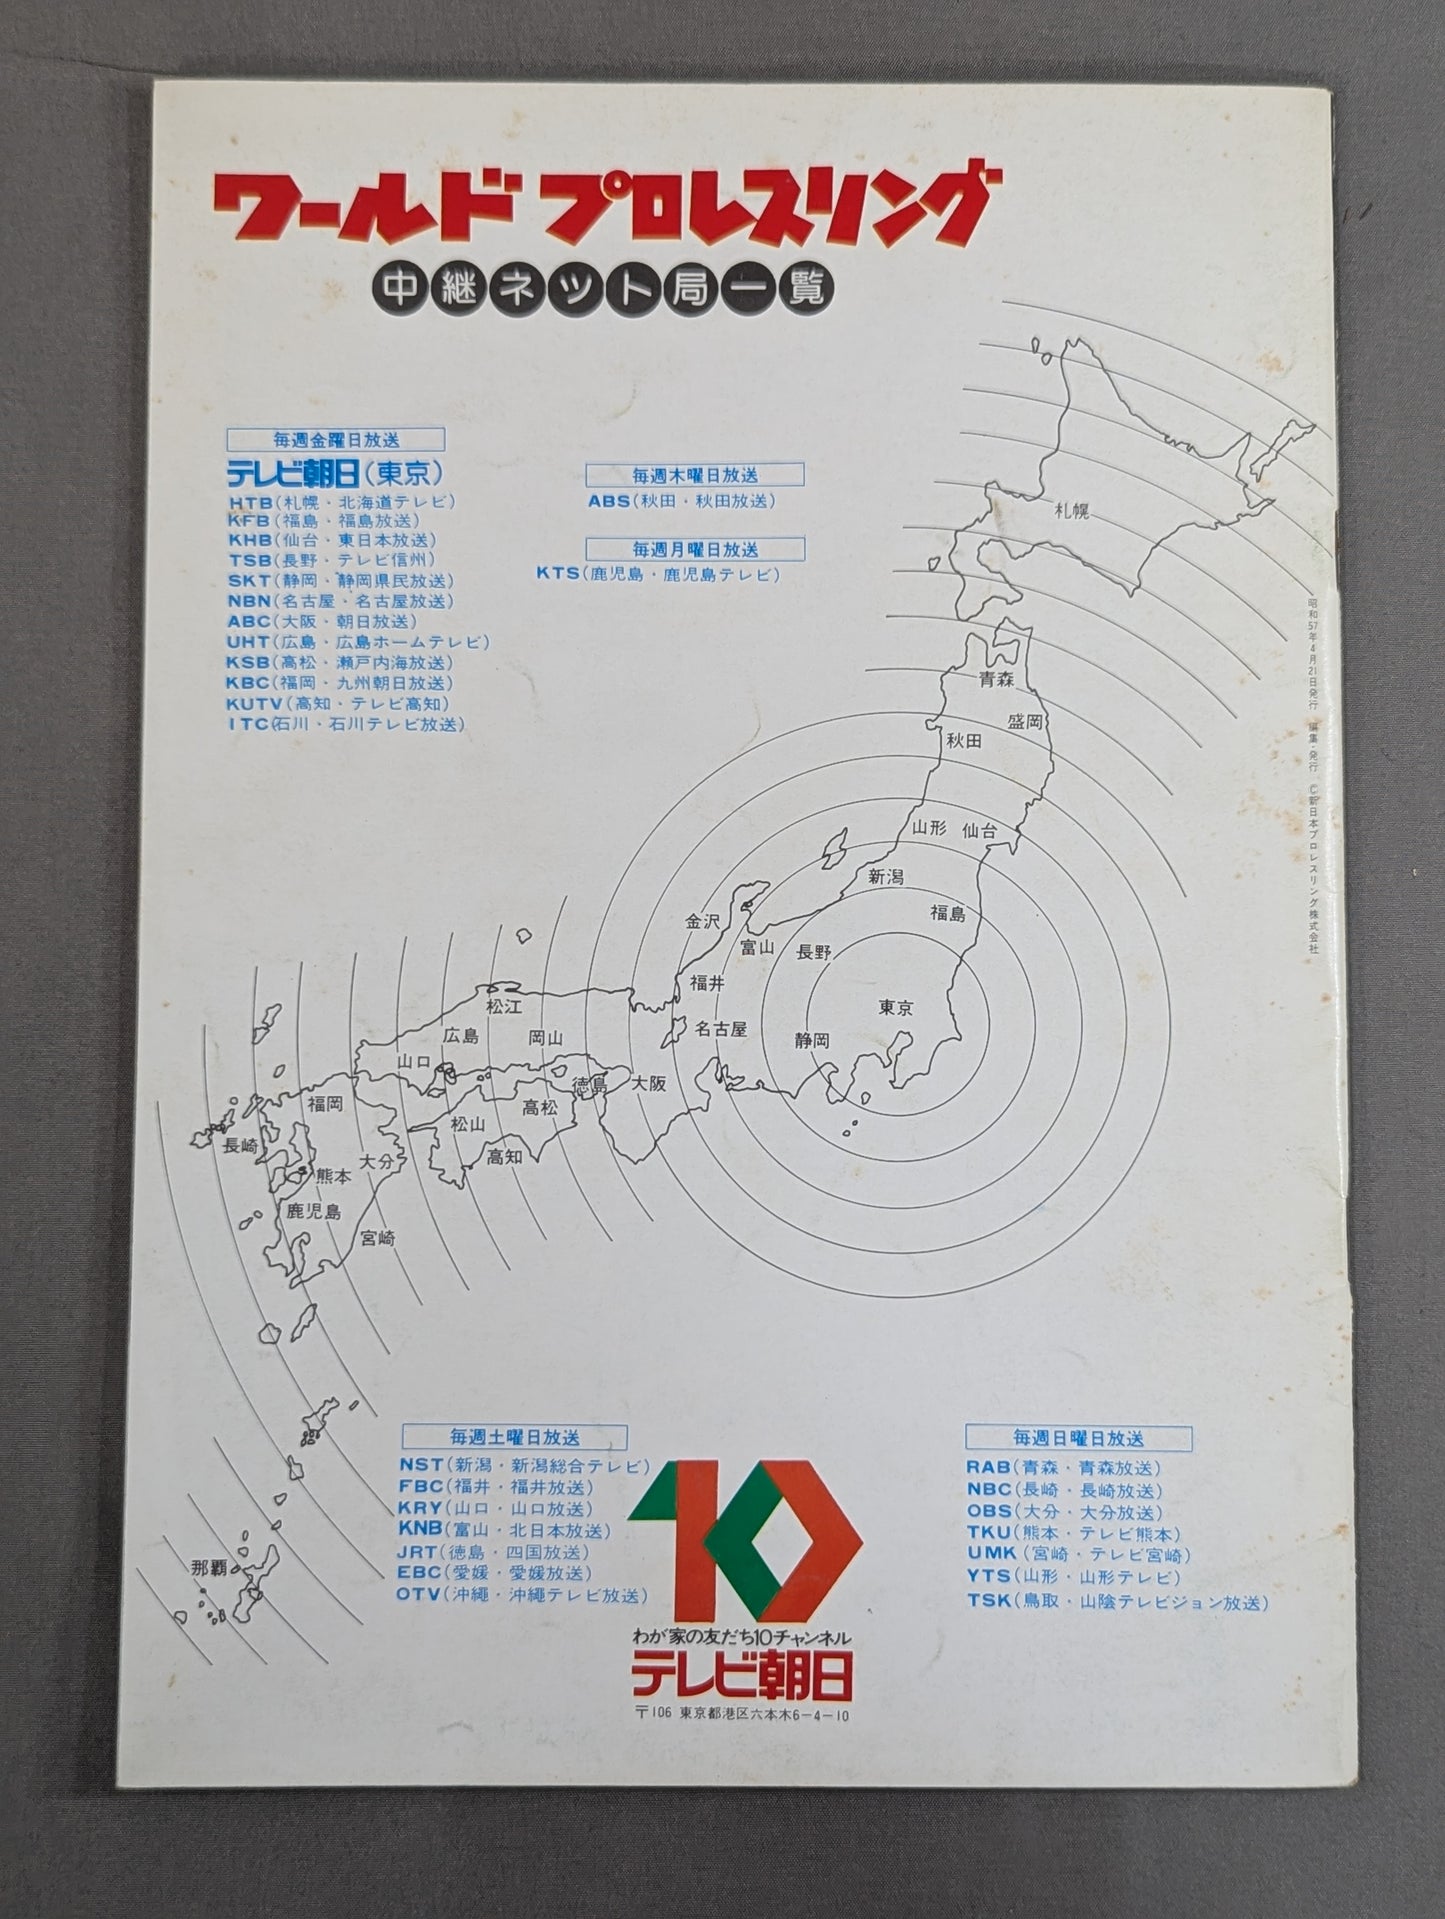 ワールド プロレスリング
中継ネット局一覧
毎週金曜日放送
テレビ朝日(東京)
HTB(札幌・北海道テレビ)
KFB(福島・福島放送)
KHB(仙台・東日本放送)
TSB(長野・テレビ信州)
SKT(静岡・静岡県民放送)
NBN(名古屋・名古屋放送)
ABC(大阪・朝日放送)
UHT(広島・広島ホームテレビ)
KSB(高松・瀬戸内海放送)
KBC(福岡・九州朝日放送)
KUTV(高知・テレビ高知)
ITC(石川・石川テレビ放送)
毎週木曜日放送
ABS(秋田・秋田放送)
毎週月曜日放送
KTS(鹿児島・鹿児島テレビ)
札幌
青森
盛岡
秋田
山形 仙台
新潟
福島
金沢
富山 長野
福井
東京
名古屋
静岡
松江
広島 岡山
山口
徳島 大阪
福岡
高松
松山
長崎
高知
大分
熊本
鹿児島
宮崎
那覇
昭和57年4月21日発行 編集・発行 ©新日本プロレスリング株式会社
毎週土曜日放送
NST(新潟・新潟総合テレビ)
FBC(福井・福井放送)
KRY(山口・山口放送)
KNB(富山・北日本放送)
JRT(徳島・四国放送)
EBC(愛媛・愛媛放送)
OTV(沖縄・沖縄テレビ放送)
10
わが家の友だち10チャンネル
テレビ朝日
〒106 東京都港区六本木6-4-10
毎週日曜日放送
RAB(青森・青森放送)
NBC(長崎・長崎放送)
OBS(大分・大分放送)
TKU(熊本・テレビ熊本)
UMK(宮崎・テレビ宮崎)
YTS(山形・山形テレビ)
TSK(鳥取・山陰テレビジョン放送)